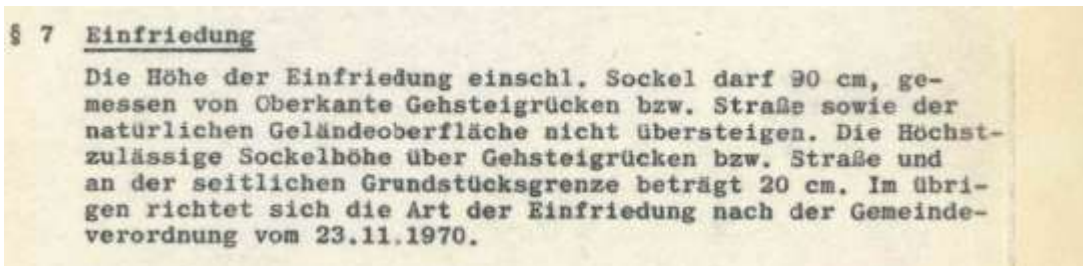 § 7 Einfriedung
Die Höhe der Einfriedung einschl. Sockel darf 90 cm, ge-
messen von Oberkante Gehsteigrücken bzw. Straße sowie der
natürlichen Geländeoberfläche nicht übersteigen. Die Höchst-
zulässige Sockelhöhe über Gehsteigrücken bzw. Straße und
an der seitlichen Grundstücksgrenze beträgt 20 cm. Im übri-
gen richtet sich die Art der Einfriedung nach der Gemeinde-
verordnung vom 23.11.1970.